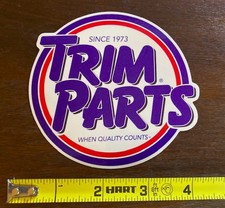 SINCE 1973
TRIM
PARTS®
WHEN QUALITY COUNTS
2 HART 3 4